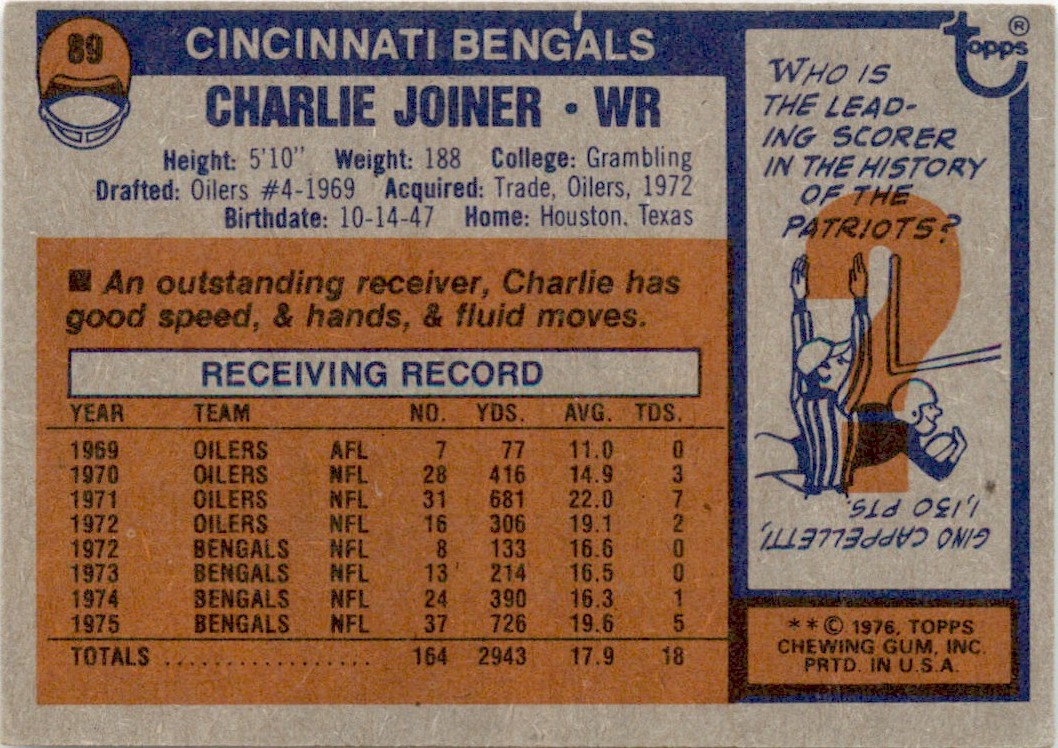 89
CINCINNATI BENGALS
CHARLIE JOINER · WR
Height: 5'10" Weight: 188 College: Grambling
Drafted: Oilers #4-1969 Acquired: Trade, Oilers, 1972
Birthdate: 10-14-47 Home: Houston, Texas
■ An outstanding receiver, Charlie has
good speed, & hands, & fluid moves.
RECEIVING RECORD
YEAR TEAM NO. YDS. AVG. TDS.
1969 OILERS AFL 7 77 11.0 0
1970 OILERS NFL 28 416 14.9 3
1971 OILERS NFL 31 681 22.0 7
1972 OILERS NFL 16 306 19.1 2
1972 BENGALS NFL 8 133 16.6 0
1973 BENGALS NFL 13 214 16.5 0
1974 BENGALS NFL 24 390 16.3 1
1975 BENGALS NFL 37 726 19.6 5
TOTALS .................. 164 2943 17.9 18
topps ®
WHO IS
THE LEAD-
ING SCORER
IN THE HISTORY
OF THE
PATRIOTS?
GINO CAPPELLETTI,
1,130 PTS.
**© 1976, TOPPS
CHEWING GUM, INC.
PRTD. IN U.S.A.